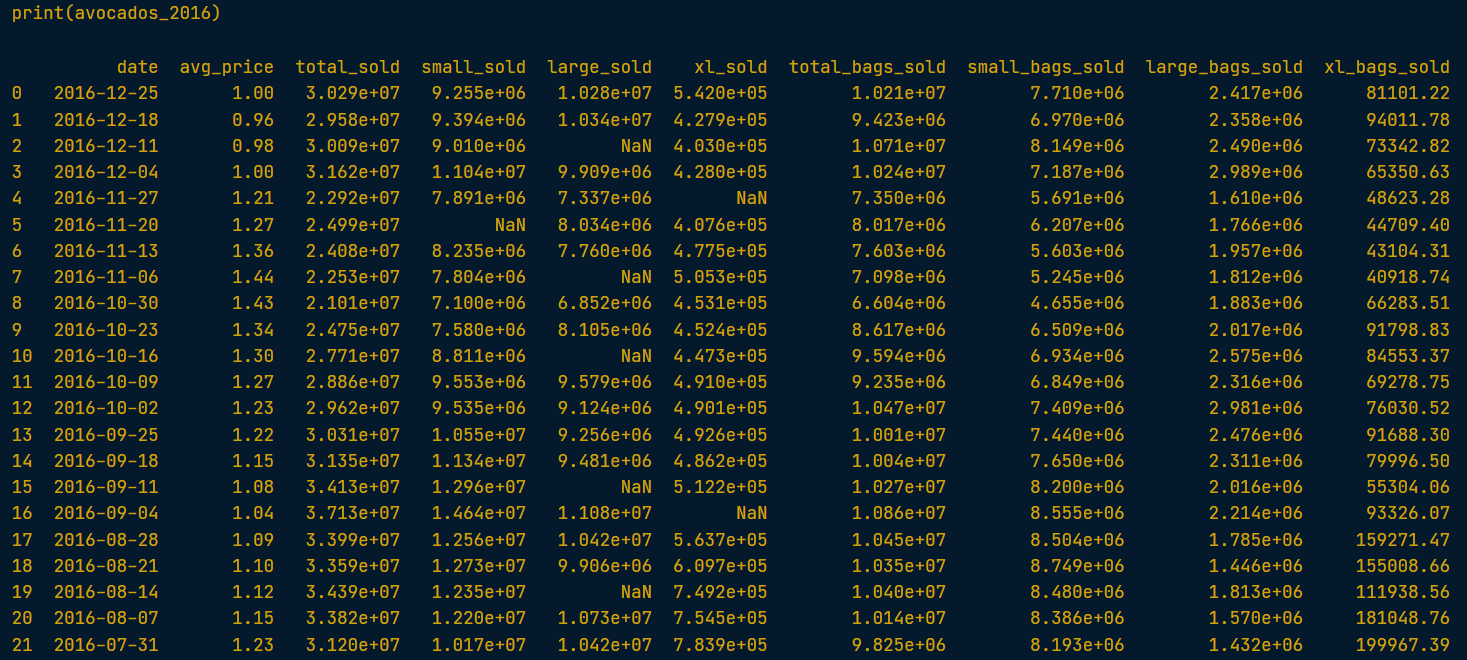 print(avocados_2016)
date avg_price total_sold small_sold large_sold xl_sold total_bags_sold small_bags_sold large_bags_sold xl_bags_sold
0 2016-12-25 1.00 3.029e+07 9.255e+06 1.028e+07 5.420e+05 1.021e+07 7.710e+06 2.417e+06 81101.22
1 2016-12-18 0.96 2.958e+07 9.394e+06 1.034e+07 4.279e+05 9.423e+06 6.970e+06 2.358e+06 94011.78
2 2016-12-11 0.98 3.009e+07 9.010e+06 NaN 4.030e+05 1.071e+07 8.149e+06 2.490e+06 73342.82
3 2016-12-04 1.00 3.162e+07 1.104e+07 9.909e+06 4.280e+05 1.024e+07 7.187e+06 2.989e+06 65350.63
4 2016-11-27 1.21 2.292e+07 7.891e+06 7.337e+06 NaN 7.350e+06 5.691e+06 1.610e+06 48623.28
5 2016-11-20 1.27 2.499e+07 NaN 8.034e+06 4.076e+05 8.017e+06 6.207e+06 1.766e+06 44709.40
6 2016-11-13 1.36 2.408e+07 8.235e+06 7.760e+06 4.775e+05 7.603e+06 5.603e+06 1.957e+06 43104.31
7 2016-11-06 1.44 2.253e+07 7.804e+06 NaN 5.053e+05 7.098e+06 5.245e+06 1.812e+06 40918.74
8 2016-10-30 1.43 2.101e+07 7.100e+06 6.852e+06 4.531e+05 6.604e+06 4.655e+06 1.883e+06 66283.51
9 2016-10-23 1.34 2.475e+07 7.580e+06 8.105e+06 4.524e+05 8.617e+06 6.509e+06 2.017e+06 91798.83
10 2016-10-16 1.30 2.771e+07 8.811e+06 NaN 4.473e+05 9.594e+06 6.934e+06 2.575e+06 84553.37
11 2016-10-09 1.27 2.886e+07 9.553e+06 9.579e+06 4.910e+05 9.235e+06 6.849e+06 2.316e+06 69278.75
12 2016-10-02 1.23 2.962e+07 9.535e+06 9.124e+06 4.901e+05 1.047e+07 7.409e+06 2.981e+06 76030.52
13 2016-09-25 1.22 3.031e+07 1.055e+07 9.256e+06 4.926e+05 1.001e+07 7.440e+06 2.476e+06 91688.30
14 2016-09-18 1.15 3.135e+07 1.134e+07 9.481e+06 4.862e+05 1.004e+07 7.650e+06 2.311e+06 79996.50
15 2016-09-11 1.08 3.413e+07 1.296e+07 NaN 5.122e+05 1.027e+07 8.200e+06 2.016e+06 55304.06
16 2016-09-04 1.04 3.713e+07 1.464e+07 1.108e+07 NaN 1.086e+07 8.555e+06 2.214e+06 93326.07
17 2016-08-28 1.09 3.399e+07 1.256e+07 1.042e+07 5.637e+05 1.045e+07 8.504e+06 1.785e+06 159271.47
18 2016-08-21 1.10 3.359e+07 1.273e+07 9.906e+06 6.097e+05 1.035e+07 8.749e+06 1.446e+06 155008.66
19 2016-08-14 1.12 3.439e+07 1.235e+07 NaN 7.492e+05 1.040e+07 8.480e+06 1.813e+06 111938.56
20 2016-08-07 1.15 3.382e+07 1.220e+07 1.073e+07 7.545e+05 1.014e+07 8.386e+06 1.570e+06 181048.76
21 2016-07-31 1.23 3.120e+07 1.017e+07 1.042e+07 7.839e+05 9.825e+06 8.193e+06 1.432e+06 199967.39